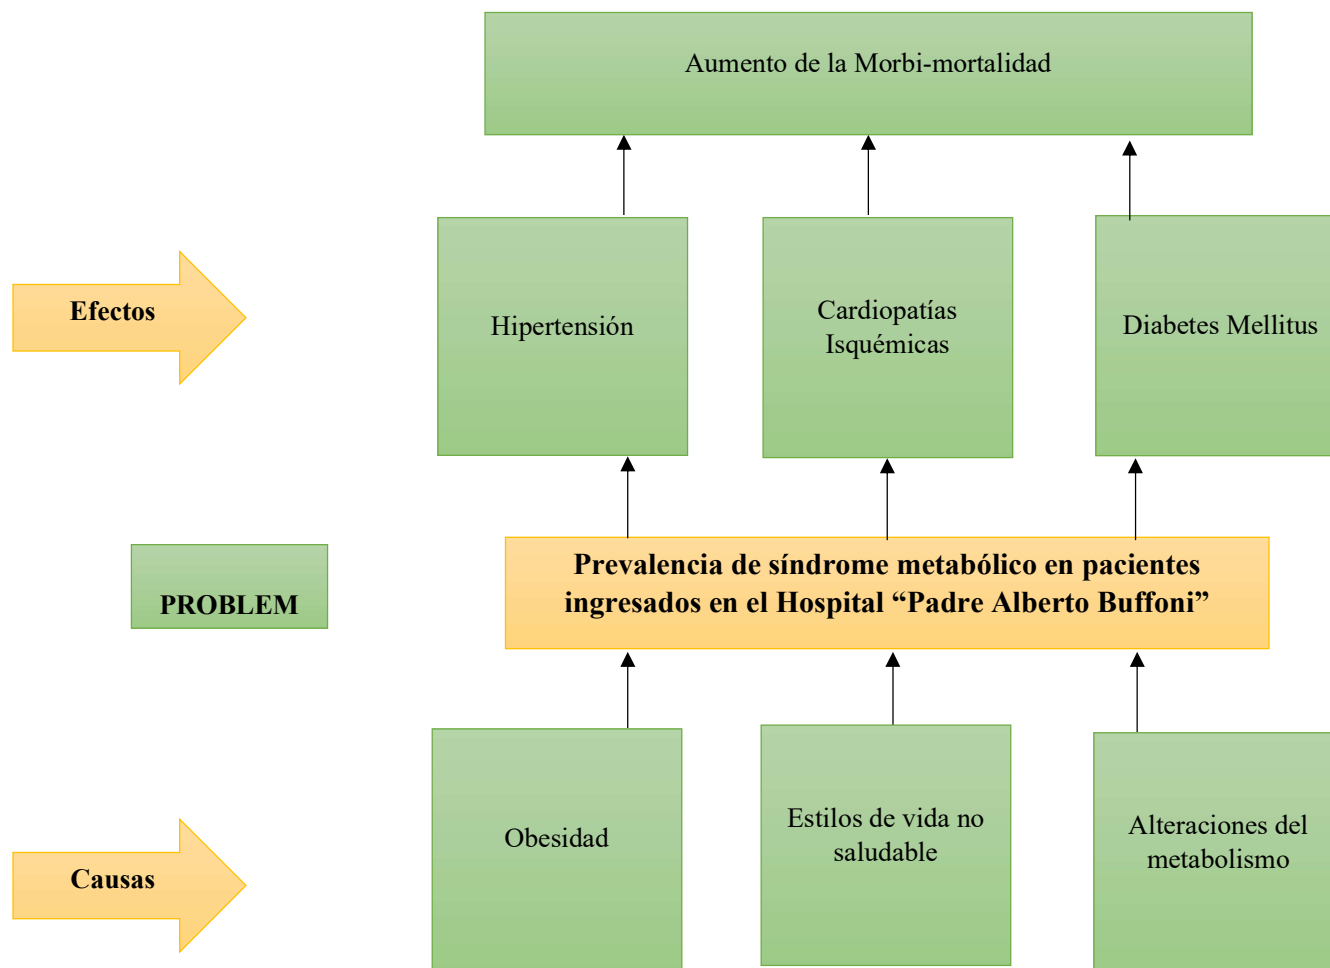 Aumento de la Morbi-mortalidad
Efectos
Hipertensión
Cardiopatías
Isquémicas
Diabetes Mellitus
PROBLEM
Prevalencia de síndrome metabólico en pacientes
ingresados en el Hospital “Padre Alberto Buffoni”
Causas
Obesidad
Estilos de vida no
saludable
Alteraciones del
metabolismo